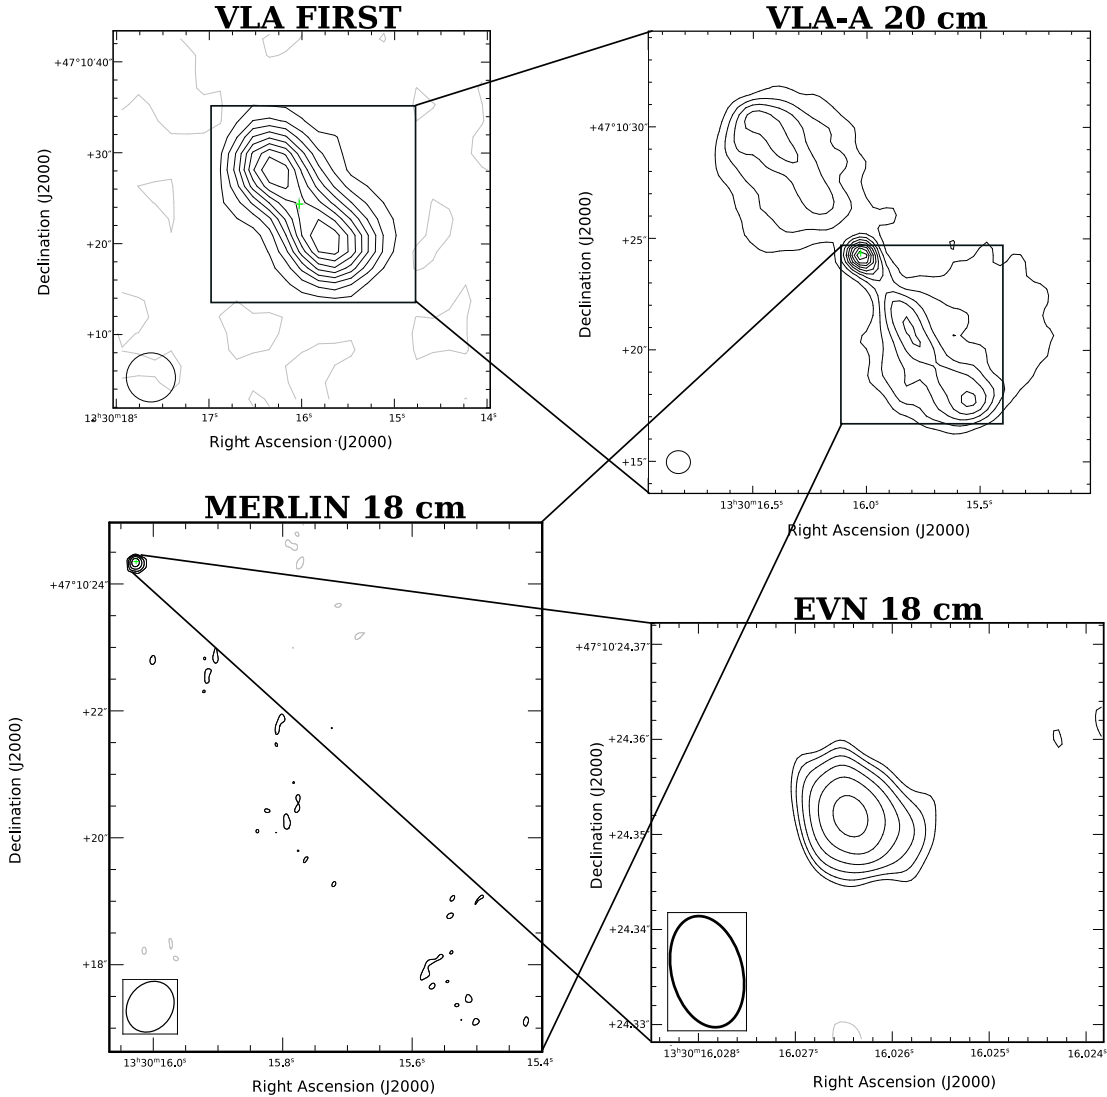 VLA FIRST
VLA-A 20 cm
+47°10′40″
+30″
+20″
+10″
Declination (J2000)
13ʰ30ᵐ18ˢ
17ˢ
16ˢ
15ˢ
14ˢ
Right Ascension (J2000)
+47°10′30″
+25″
+20″
+15″
Declination (J2000)
13ʰ30ᵐ16.5ˢ
16.0ˢ
15.5ˢ
Right Ascension (J2000)
MERLIN 18 cm
EVN 18 cm
+47°10′24″
+22″
+20″
+18″
Declination (J2000)
13ʰ30ᵐ16.0ˢ
15.8ˢ
15.6ˢ
15.4ˢ
Right Ascension (J2000)
+47°10′24.37″
+24.36″
+24.35″
+24.34″
+24.33″
Declination (J2000)
13ʰ30ᵐ16.028ˢ
16.027ˢ
16.026ˢ
16.025ˢ
16.024ˢ
Right Ascension (J2000)